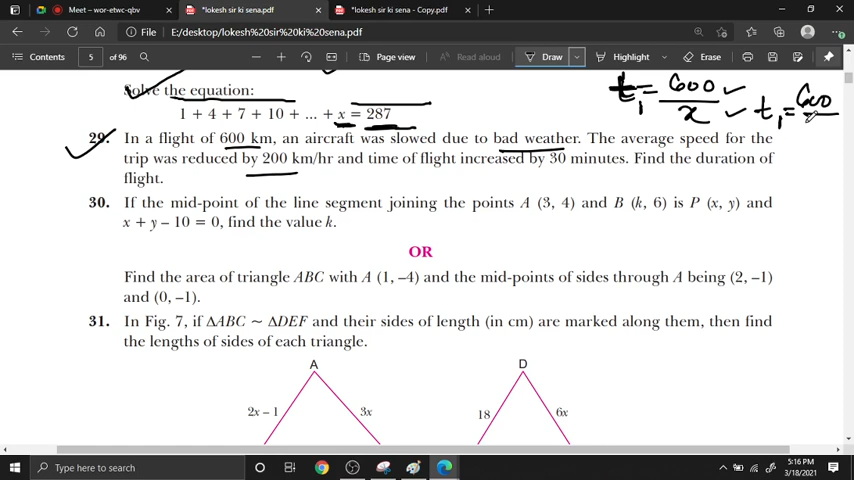 Meet – wor-etwc-qbv
*lokesh sir ki sena.pdf
*lokesh sir ki sena - Copy.pdf
File | E:/desktop/lokesh%20sir%20ki%20sena.pdf
Contents 5 of 96 Page view Read aloud Draw Highlight Erase
Solve the equation:
1 + 4 + 7 + 10 + ... + x = 287
t₁ = 600/x t₁ = 600
29. In a flight of 600 km, an aircraft was slowed due to bad weather. The average speed for the
trip was reduced by 200 km/hr and time of flight increased by 30 minutes. Find the duration of
flight.
30. If the mid-point of the line segment joining the points A (3, 4) and B (k, 6) is P (x, y) and
x + y – 10 = 0, find the value k.
OR
Find the area of triangle ABC with A (1, –4) and the mid-points of sides through A being (2, –1)
and (0, –1).
31. In Fig. 7, if ΔABC ~ ΔDEF and their sides of length (in cm) are marked along them, then find
the lengths of sides of each triangle.
A D
2x – 1 3x 18 6x
Type here to search
5:16 PM
3/18/2021